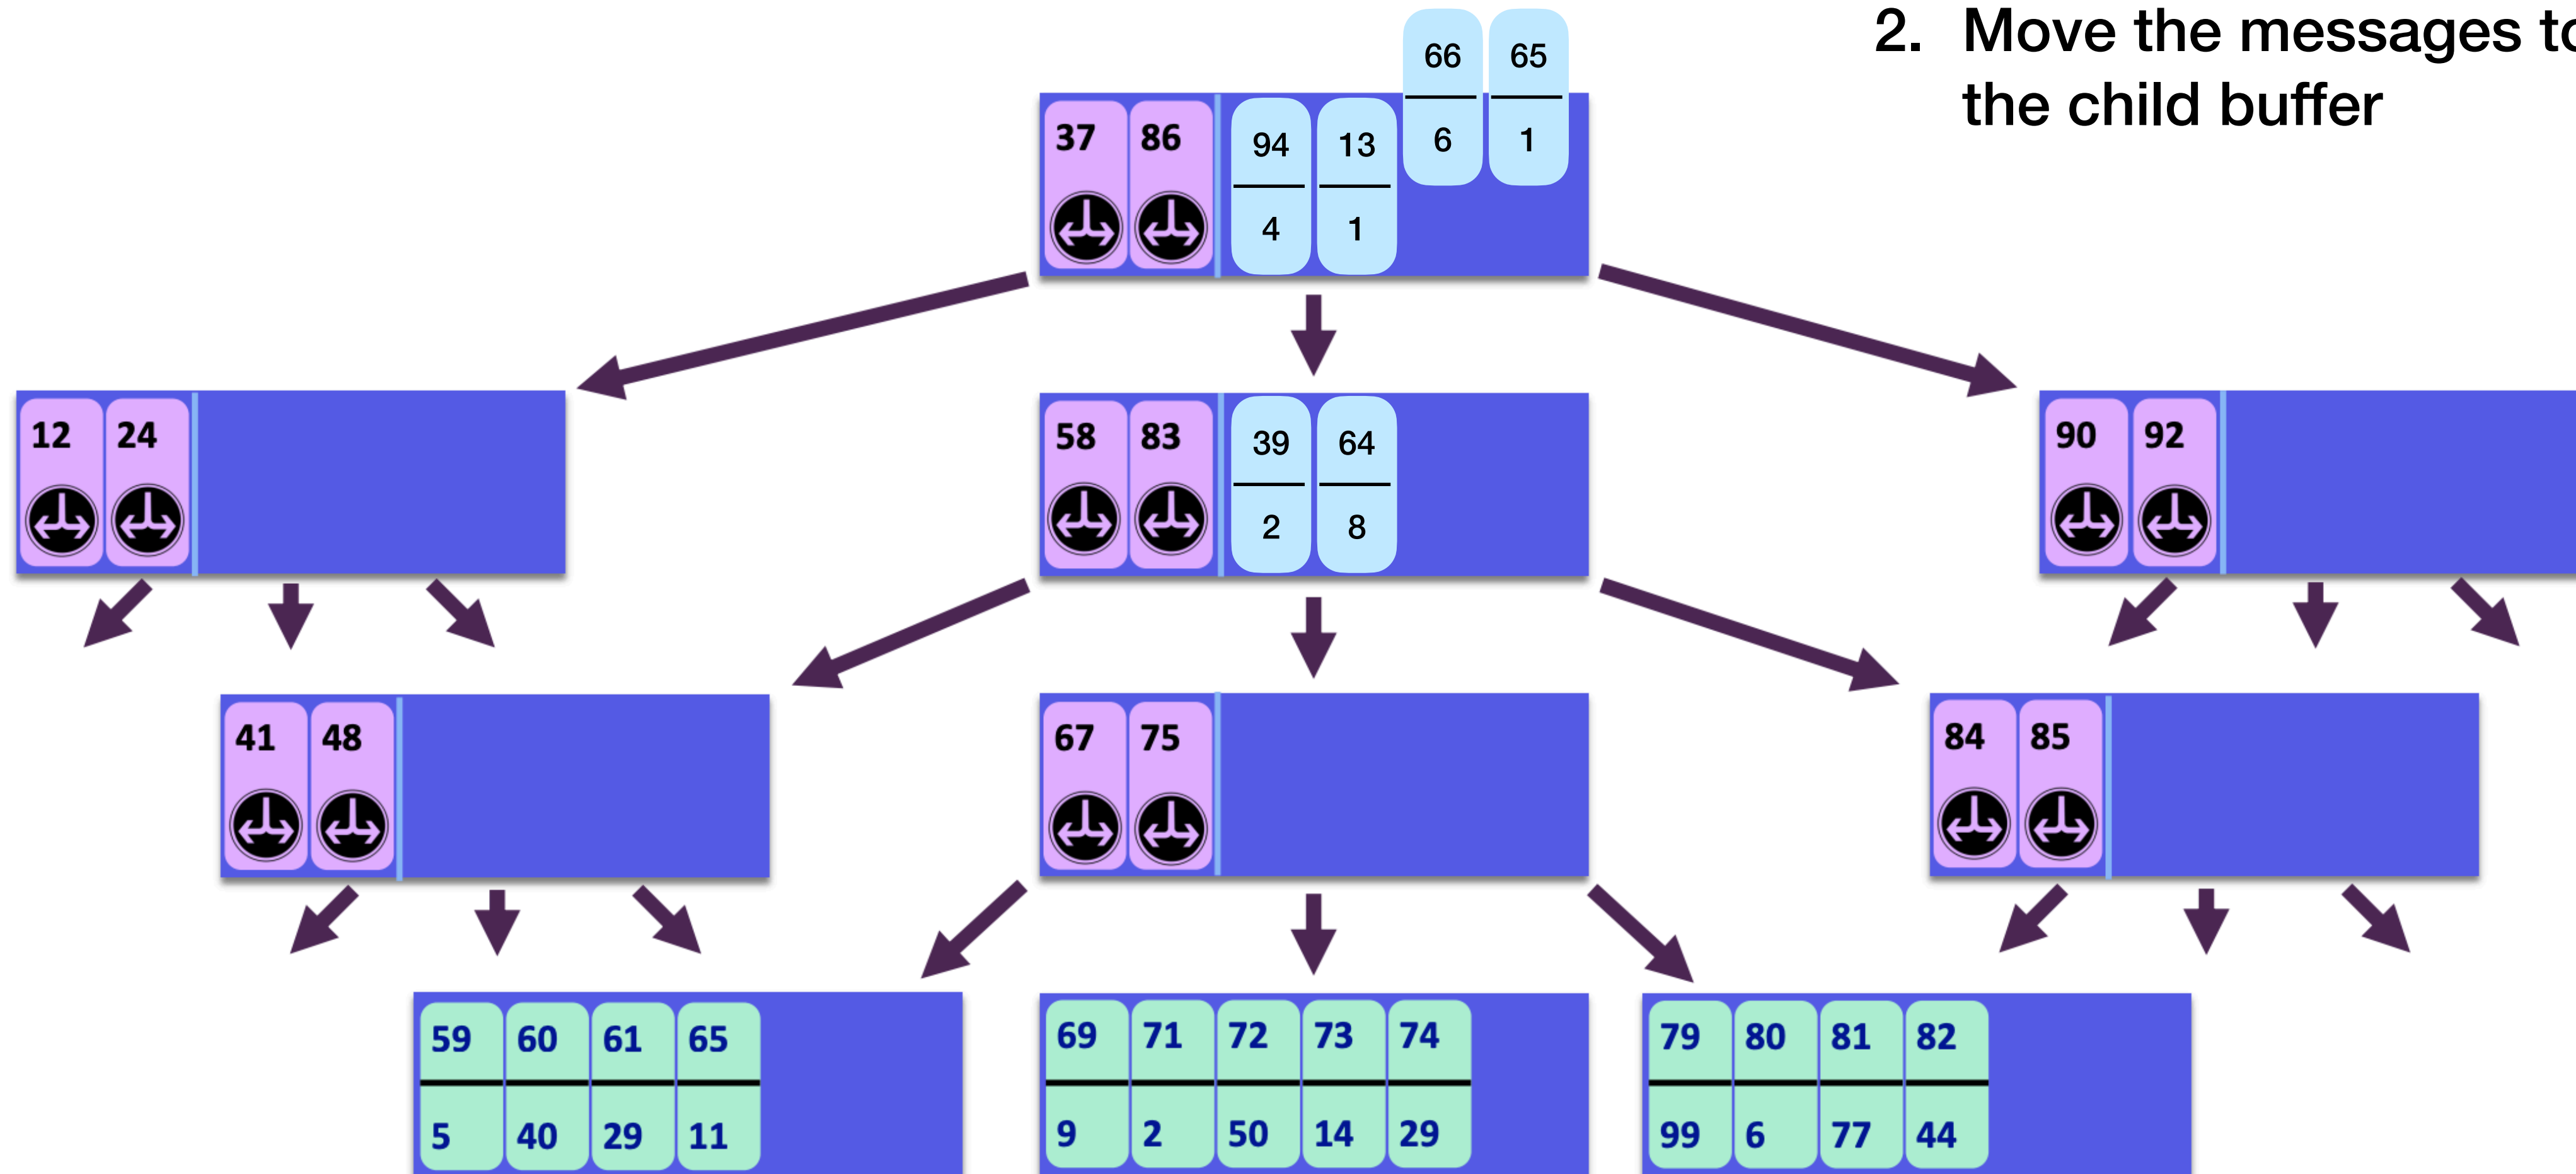 66 65
2. Move the messages to
the child buffer
37 86 94 13 6 1
4 1
12 24 58 83 39 64 90 92
2 8
41 48 67 75 84 85
59 60 61 65 69 71 72 73 74 79 80 81 82
5 40 29 11 9 2 50 14 29 99 6 77 44